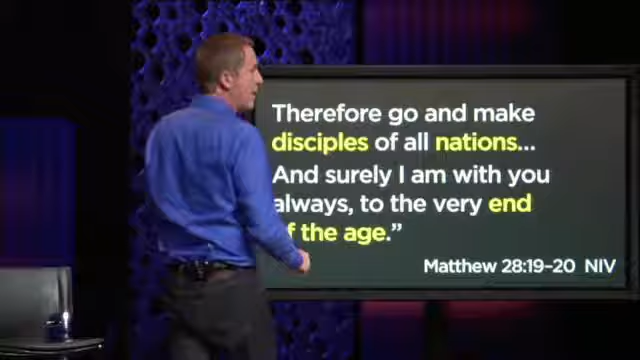 Therefore go and make
disciples of all nations...
And surely I am with you
always, to the very end
of the age.”
Matthew 28:19–20 NIV